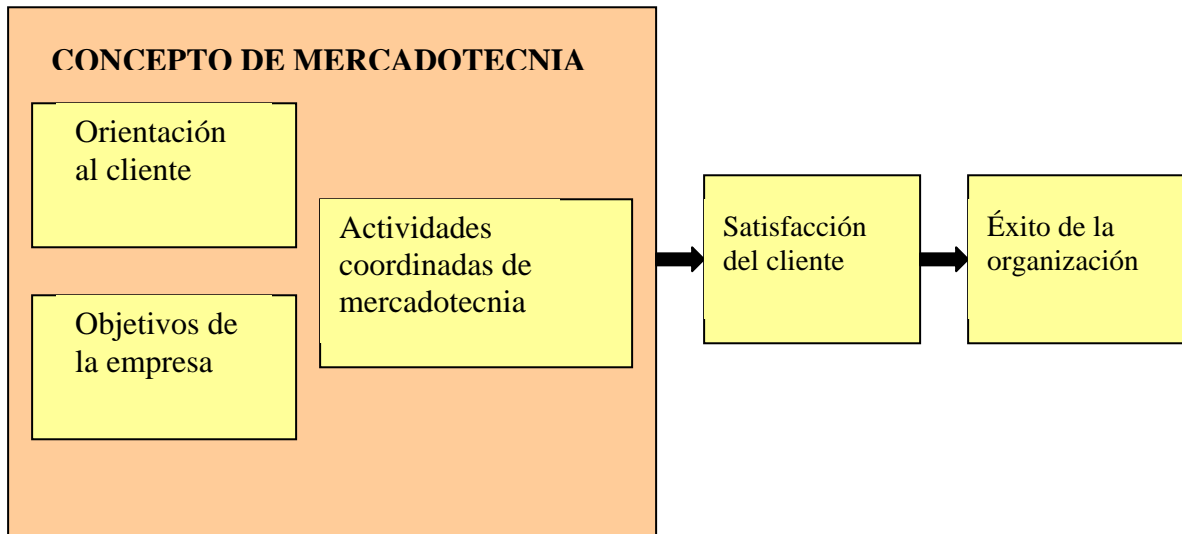 CONCEPTO DE MERCADOTECNIA
Orientación
al cliente
Objetivos de
la empresa
Actividades
coordinadas de
mercadotecnia
Satisfacción
del cliente
Éxito de la
organización